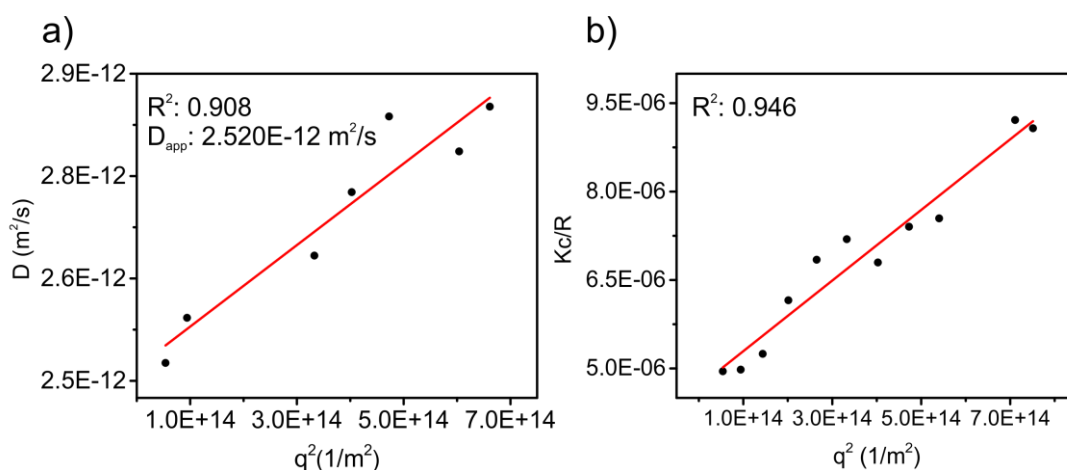 a)
R²: 0.908
D_app: 2.520E-12 m²/s
2.9E-12
2.8E-12
2.6E-12
2.5E-12
D (m²/s)
1.0E+14 3.0E+14 5.0E+14 7.0E+14
q²(1/m²)
b)
R²: 0.946
9.5E-06
8.0E-06
6.5E-06
5.0E-06
Kc/R
1.0E+14 3.0E+14 5.0E+14 7.0E+14
q² (1/m²)